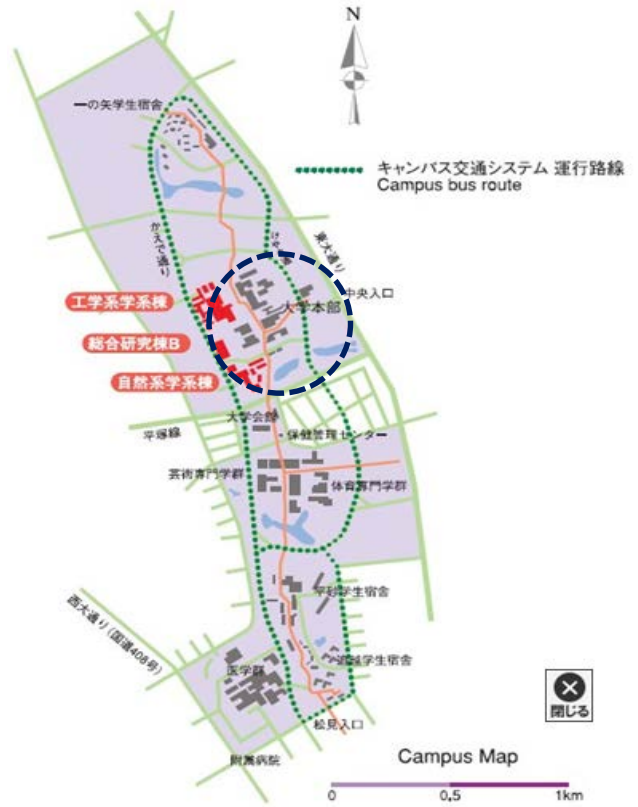 N
一の矢学生宿舎
キャンパス交通システム 運行路線
Campus bus route
かえで通り
東大通り
中央入口
大学本部
工学系学系棟
総合研究棟B
自然系学系棟
大学会館
平塚線
保健管理センター
芸術専門学群
体育専門学群
平砂学生宿舎
西大通り(国道408号)
追越学生宿舎
医学群
閉じる
松見入口
附属病院
Campus Map
0
0,5
1km